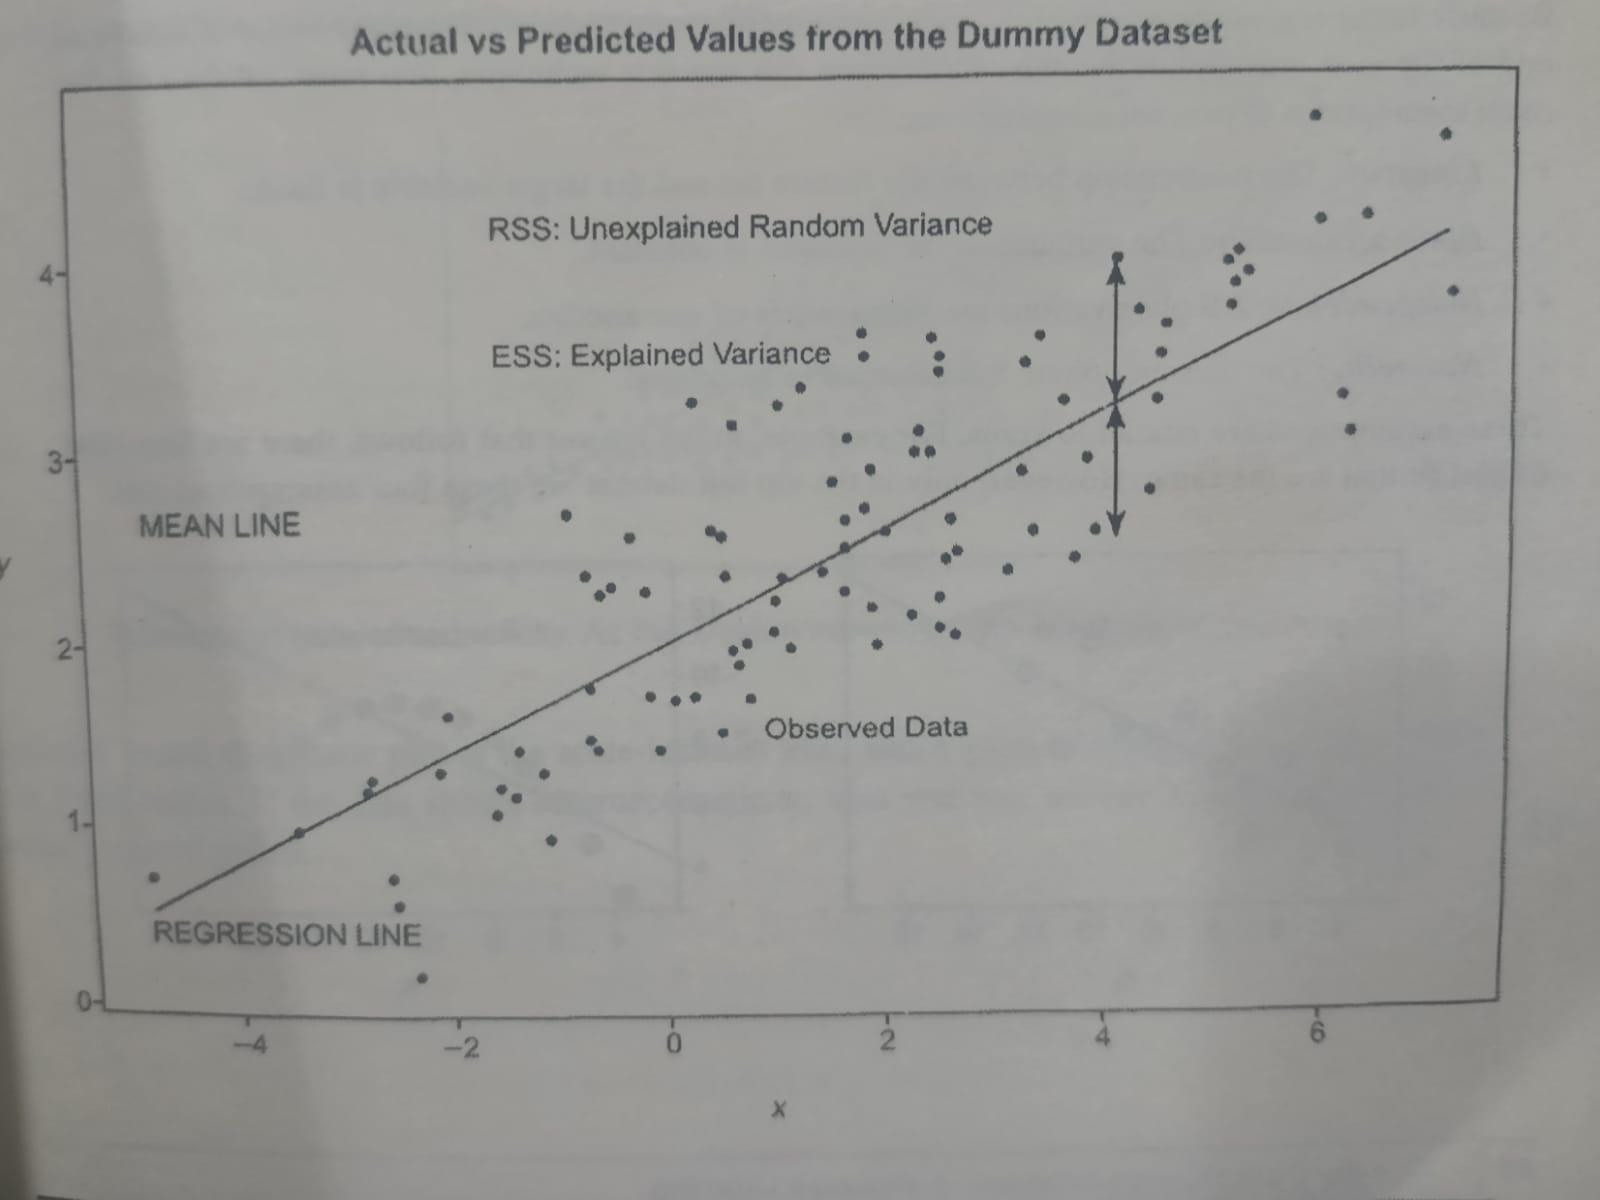 Actual vs Predicted Values from the Dummy Dataset
RSS: Unexplained Random Variance
4
ESS: Explained Variance
3
MEAN LINE
y
2
Observed Data
1
REGRESSION LINE
0
−4 −2 0 2 4 6
x